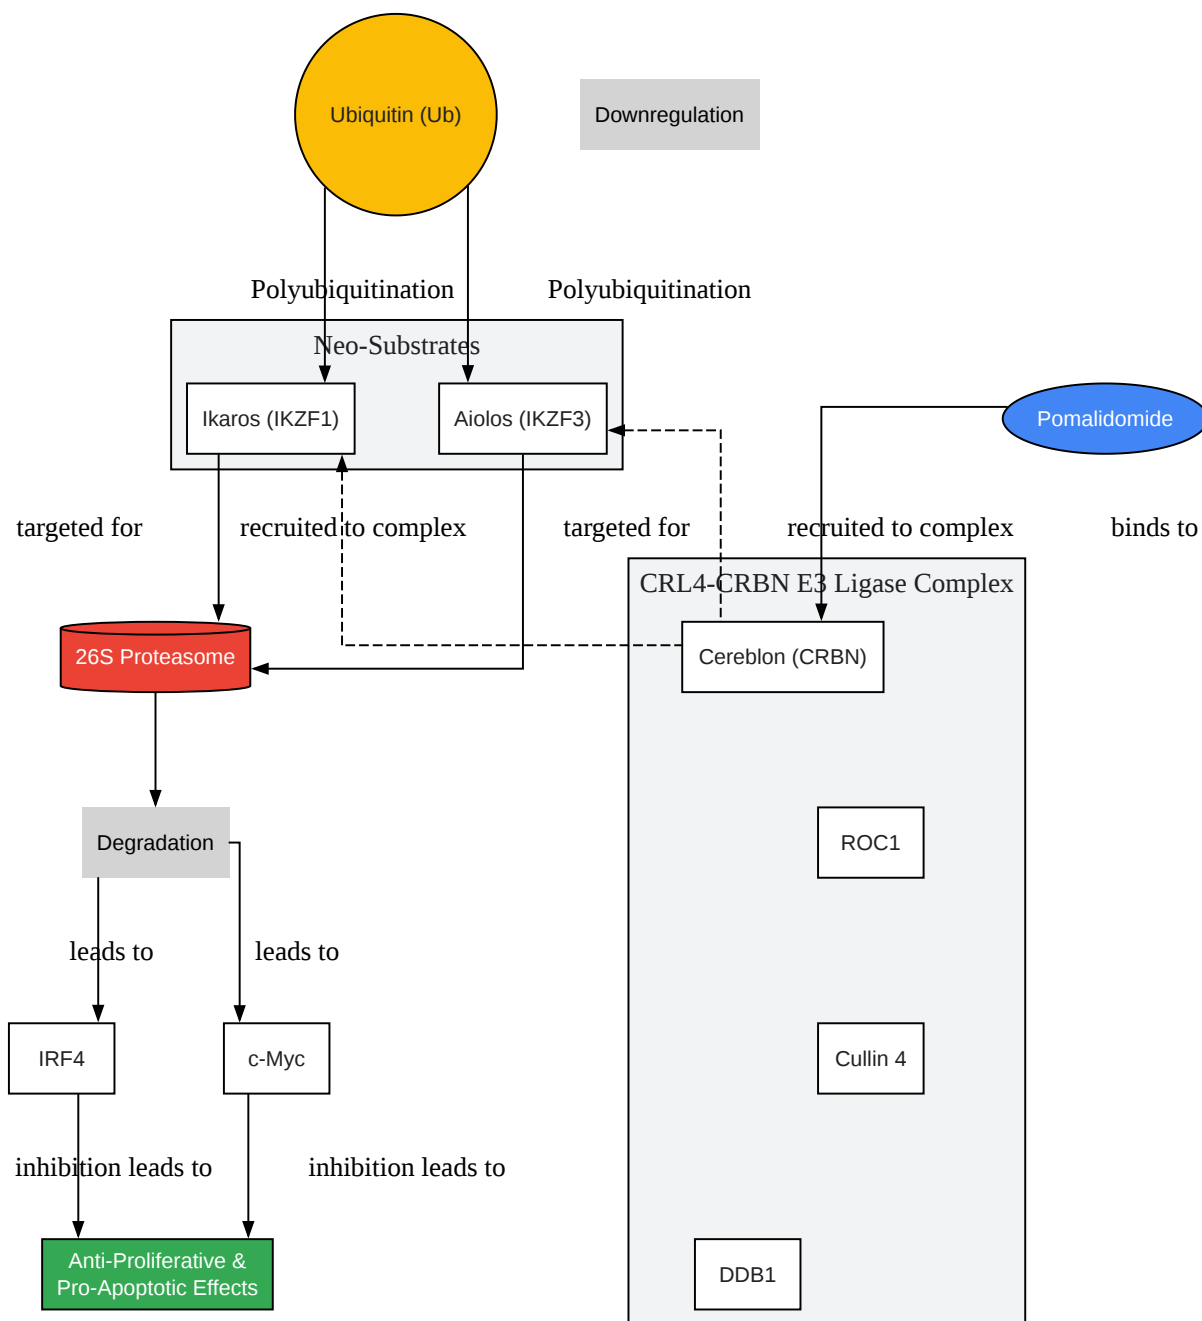 Ubiquitin (Ub)
Downregulation
Polyubiquitination
Polyubiquitination
Neo-Substrates
Ikaros (IKZF1)
Aiolos (IKZF3)
Pomalidomide
targeted for
recruited to complex
targeted for
recruited to complex
binds to
CRL4-CRBN E3 Ligase Complex
26S Proteasome
Cereblon (CRBN)
Degradation
ROC1
leads to
leads to
IRF4
c-Myc
Cullin 4
inhibition leads to
inhibition leads to
Anti-Proliferative &
Pro-Apoptotic Effects
DDB1